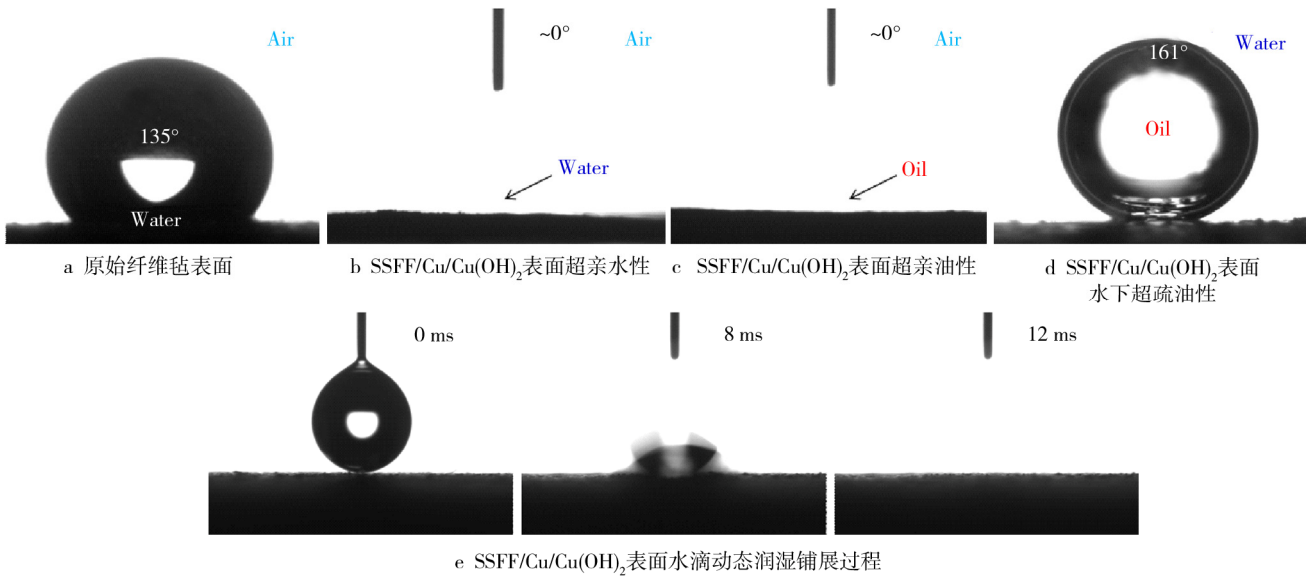 Air
135°
Water
a 原始纤维毡表面
~0°
Air
Water
b SSFF/Cu/Cu(OH)₂表面超亲水性
~0°
Air
Oil
c SSFF/Cu/Cu(OH)₂表面超亲油性
161°
Water
Oil
d SSFF/Cu/Cu(OH)₂表面
水下超疏油性
0 ms
8 ms
12 ms
e SSFF/Cu/Cu(OH)₂表面水滴动态润湿铺展过程